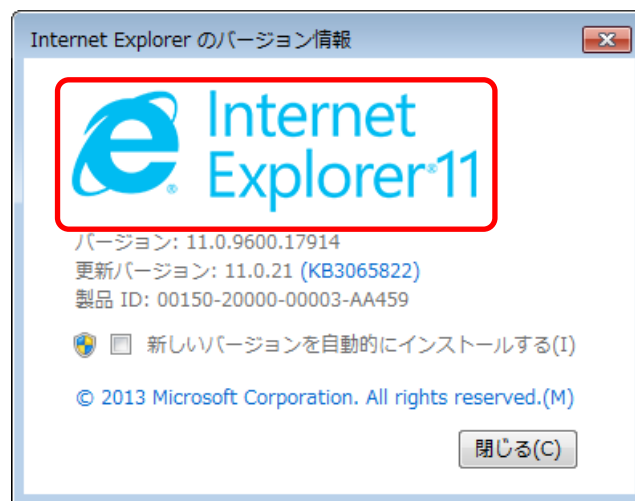 Internet Explorer のバージョン情報
Internet
Explorer®11
バージョン: 11.0.9600.17914
更新バージョン: 11.0.21 (KB3065822)
製品 ID: 00150-20000-00003-AA459
新しいバージョンを自動的にインストールする(I)
© 2013 Microsoft Corporation. All rights reserved.(M)
閉じる(C)